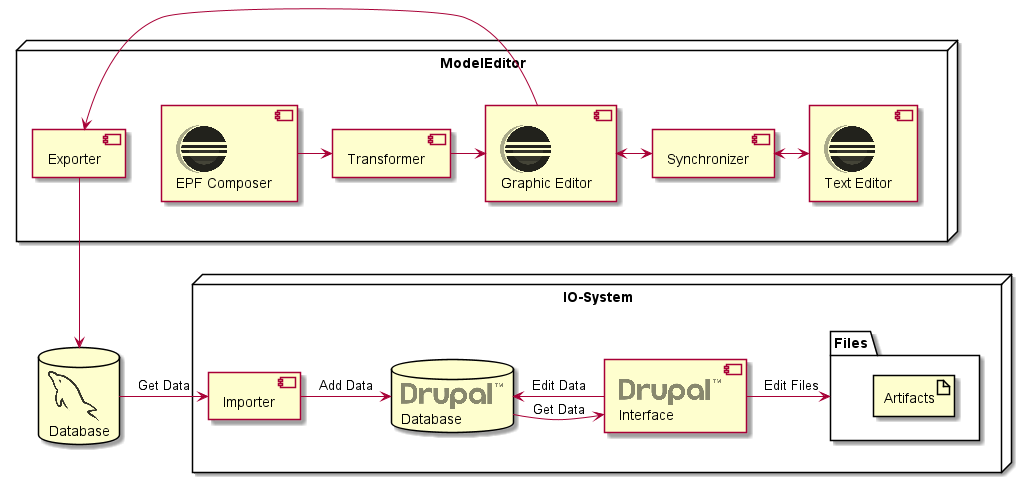 ModelEditor
Exporter
EPF Composer
Transformer
Graphic Editor
Synchronizer
Text Editor
IO-System
Database
Get Data
Importer
Add Data
Drupal™
Database
Edit Data
Get Data
Drupal™
Interface
Edit Files
Files
Artifacts